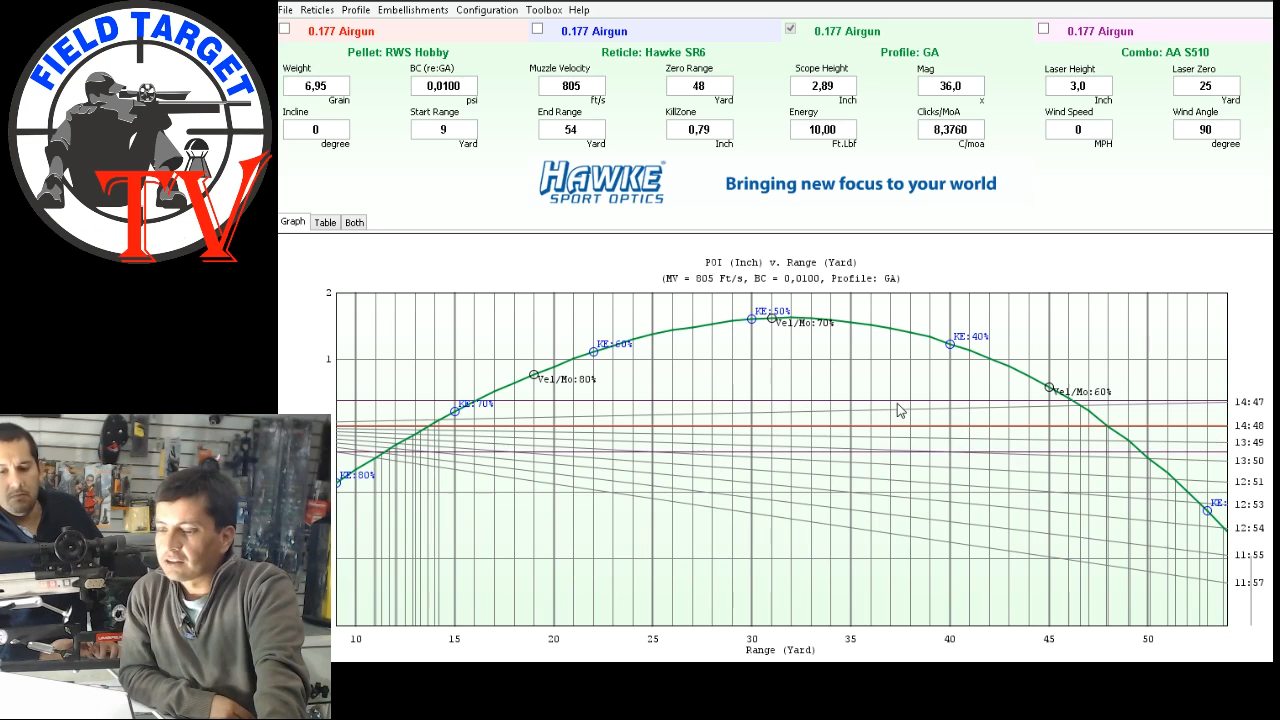 FIELD TARGET
TV
File Reticles Profile Embellishments Configuration Toolbox Help
0.177 Airgun 0.177 Airgun 0.177 Airgun 0.177 Airgun
Pellet: RWS Hobby Reticle: Hawke SR6 Profile: GA Combo: AA S510
Weight BC (re:GA) Muzzle Velocity Zero Range Scope Height Mag Laser Height Laser Zero
6,95 0,0100 805 48 2,89 36,0 3,0 25
Grain psi ft/s Yard Inch x Inch Yard
Incline Start Range End Range KillZone Energy Clicks/MoA Wind Speed Wind Angle
0 9 54 0,79 10,00 8,3760 0 90
degree Yard Yard Inch Ft.Lbf C/moa MPH degree
HAWKE
SPORT OPTICS
Bringing new focus to your world
Graph Table Both
POI (Inch) v. Range (Yard)
(MV = 805 Ft/s, BC = 0,0100, Profile: GA)
2
KE:50%
Vel/Mo:70%
KE:60% KE:40%
1
Vel/Mo:80% Vel/Mo:60%
KE:70% 14:47
14:48
13:49
13:50
KE:80% 12:51
KE: 12:53
12:54
11:55
11:57
10 15 20 25 30 35 40 45 50
Range (Yard)